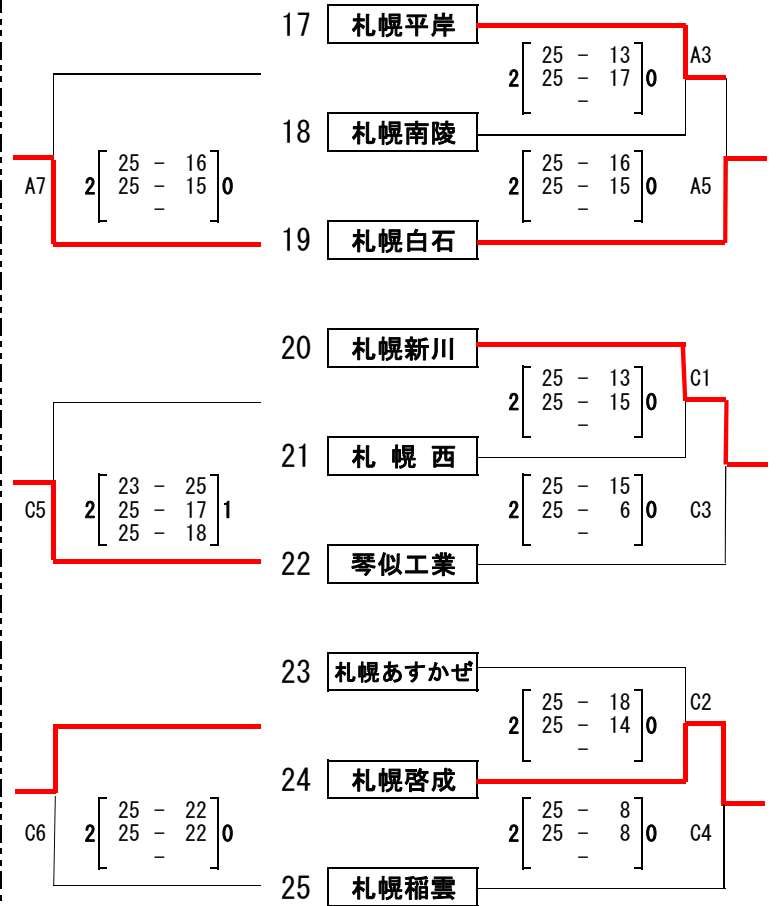 17 札幌平岸
25 - 13 A3
2 25 - 17 0
-
18 札幌南陵
25 - 16 25 - 16
A7 2 25 - 15 0 2 25 - 15 0 A5
- -
19 札幌白石
20 札幌新川
25 - 13 C1
2 25 - 15 0
-
21 札幌西
23 - 25 25 - 15
C5 2 25 - 17 1 2 25 - 6 0 C3
25 - 18 -
22 琴似工業
23 札幌あすかぜ
25 - 18 C2
2 25 - 14 0
-
24 札幌啓成
25 - 22 25 - 8
C6 2 25 - 22 0 2 25 - 8 0 C4
- -
25 札幌稲雲